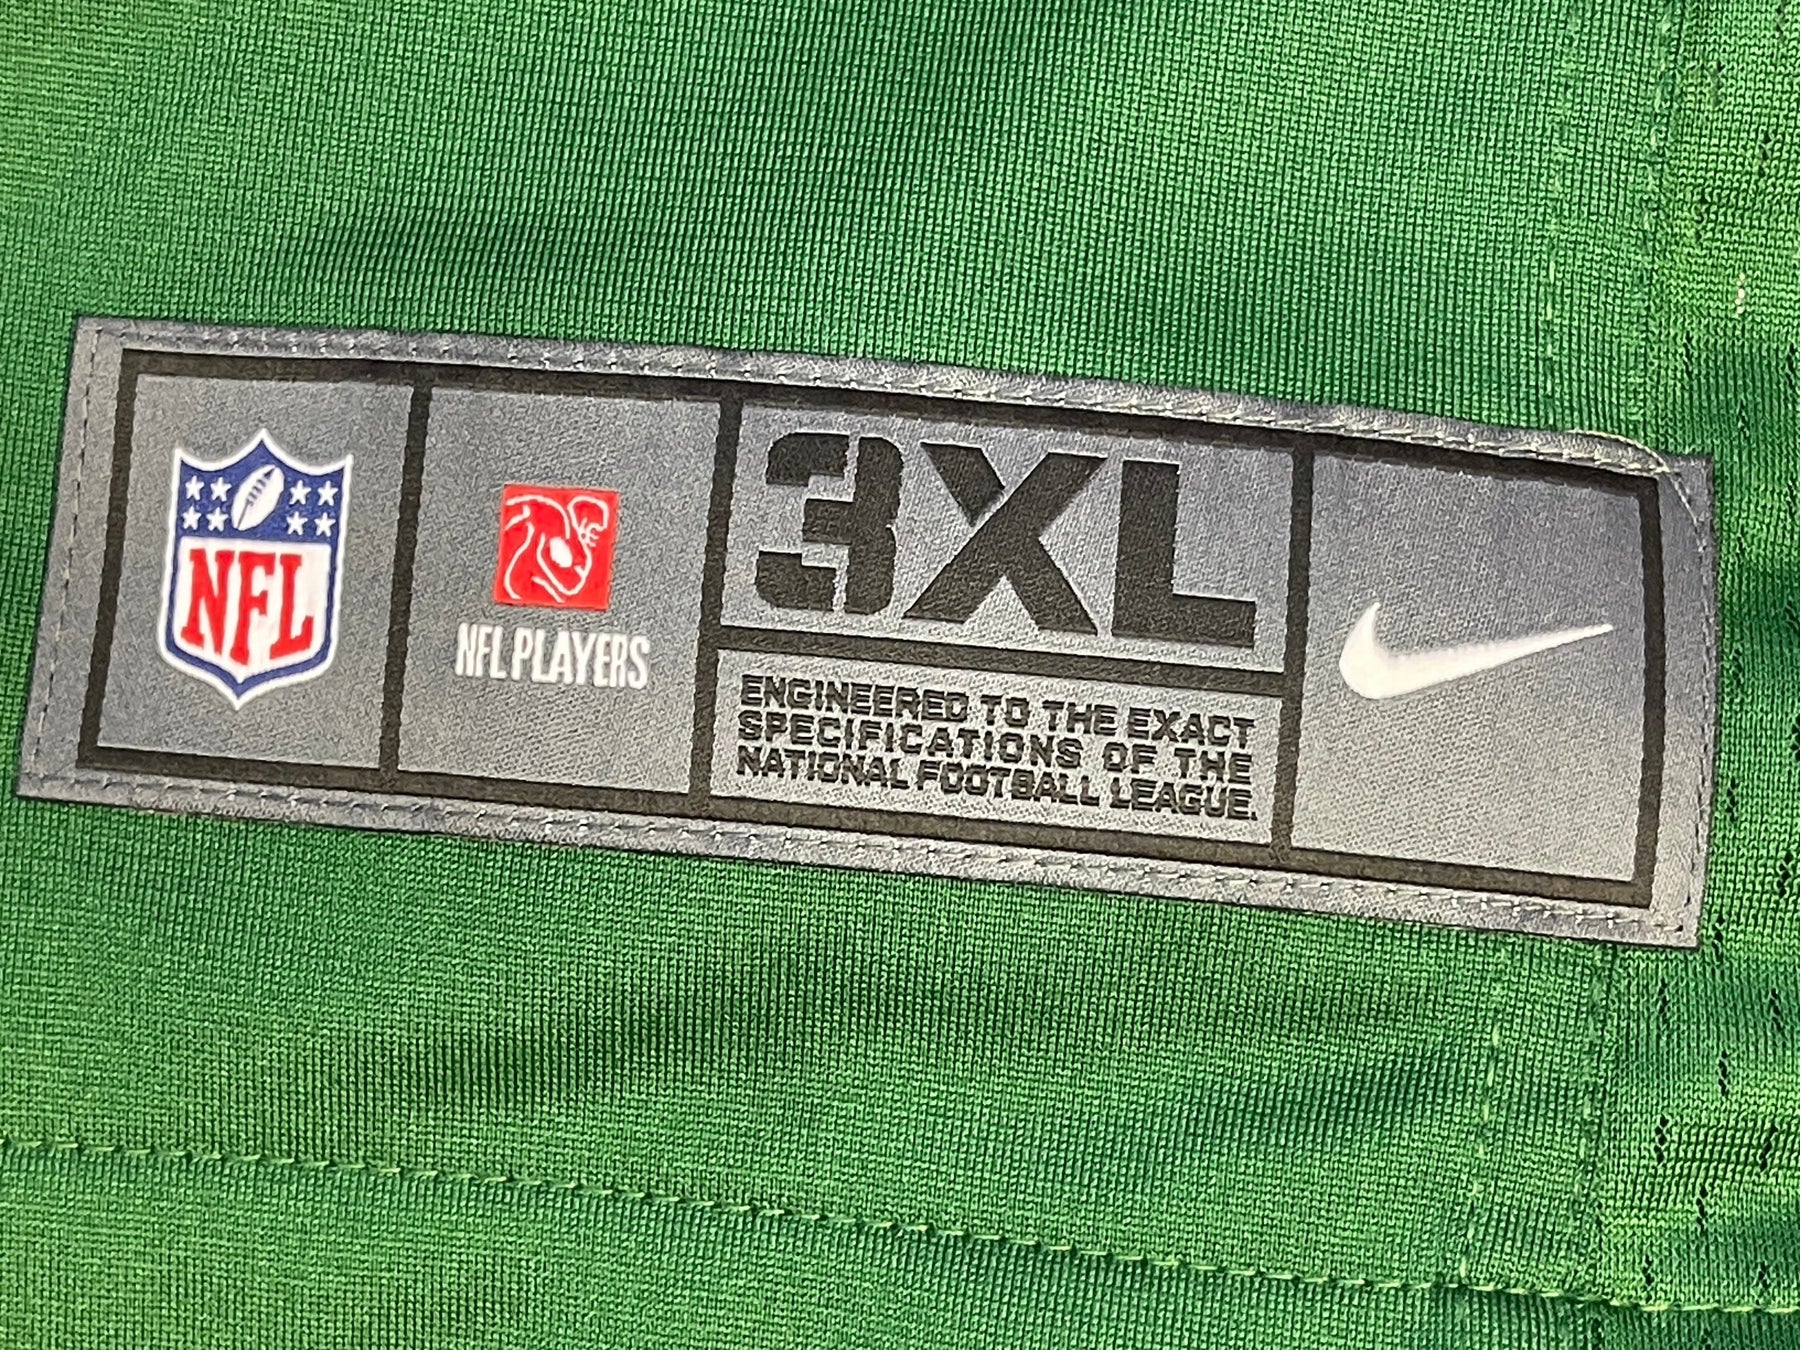 NFL
NFL PLAYERS
3XL
ENGINEERED TO THE EXACT
SPECIFICATIONS OF THE
NATIONAL FOOTBALL LEAGUE.